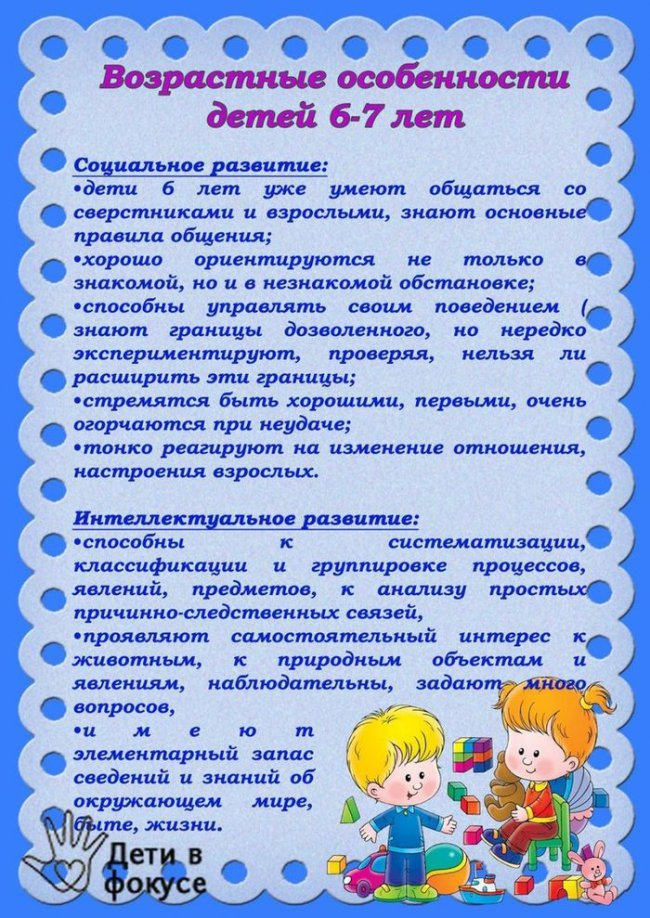 Возрастные особенности
детей 6-7 лет
Социальное развитие:
•дети 6 лет уже умеют общаться со
сверстниками и взрослыми, знают основные
правила общения;
•хорошо ориентируются не только в
знакомой, но и в незнакомой обстановке;
•способны управлять своим поведением (
знают границы дозволенного, но нередко
экспериментируют, проверяя, нельзя ли
расширить эти границы;
•стремятся быть хорошими, первыми, очень
огорчаются при неудаче;
•тонко реагируют на изменение отношения,
настроения взрослых.
Интеллектуальное развитие:
•способны к систематизации,
классификации и группировке процессов,
явлений, предметов, к анализу простых
причинно-следственных связей,
•проявляют самостоятельный интерес к
животным, к природным объектам и
явлениям, наблюдательны, задают много
вопросов,
•и м е ю т
элементарный запас
сведений и знаний об
окружающем мире,
быте, жизни.
Дети в
фокусе